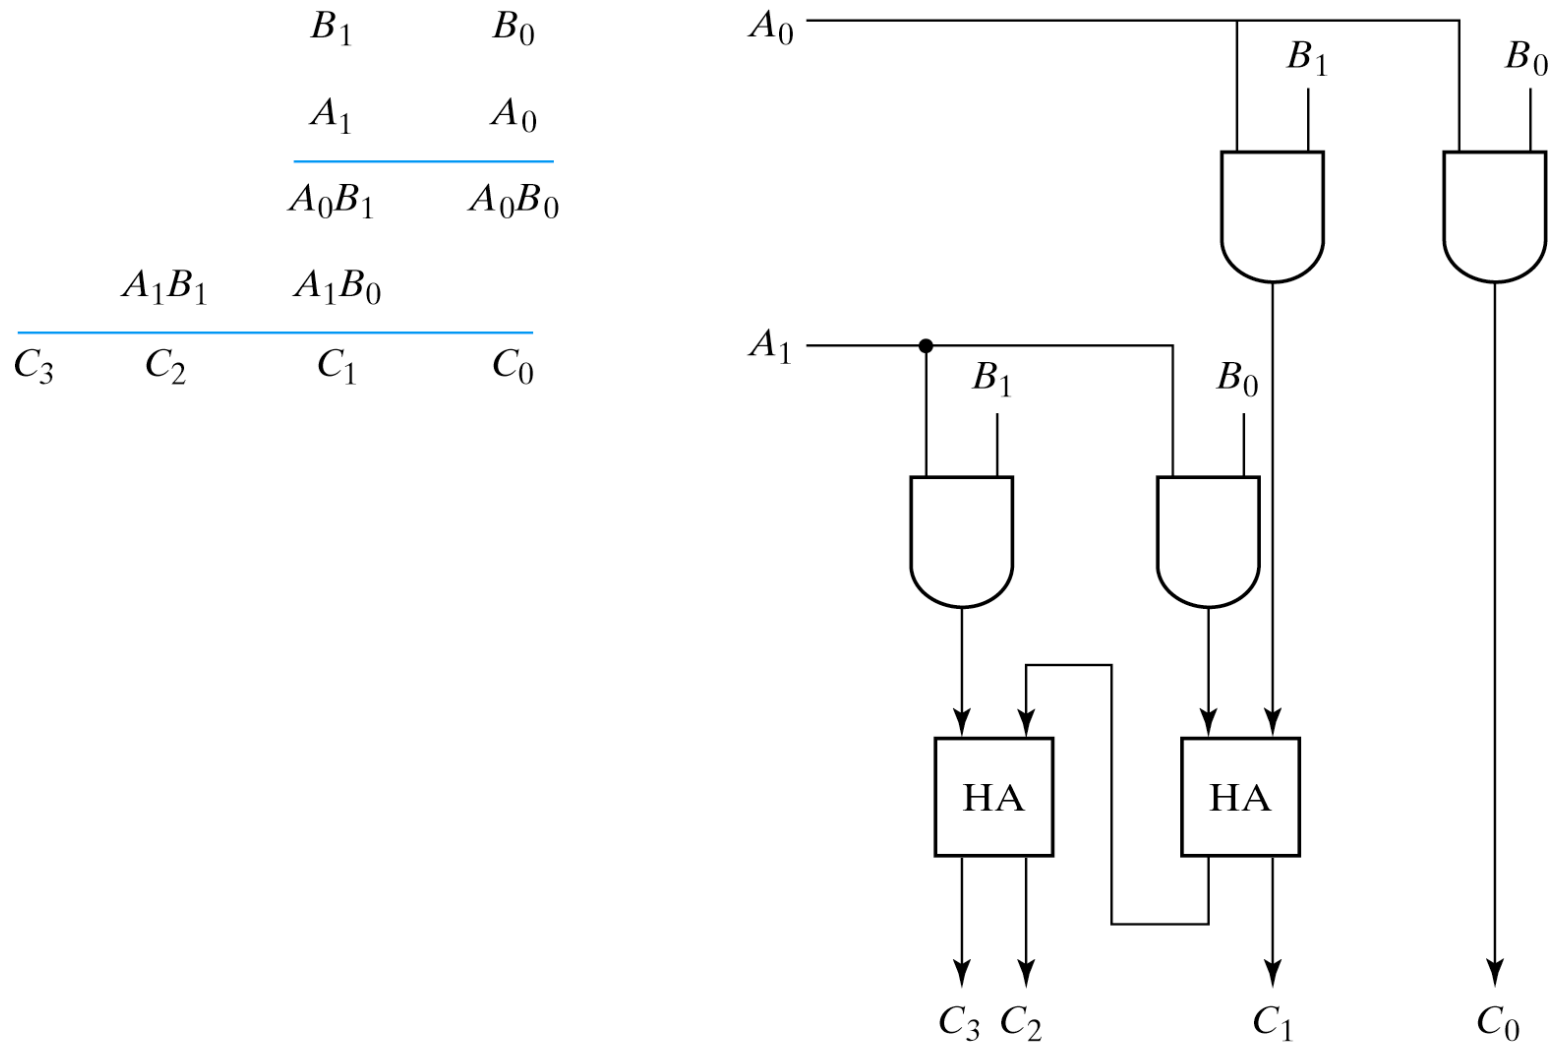 B₁ B₀
A₁ A₀
A₀B₁ A₀B₀
A₁B₁ A₁B₀
C₃ C₂ C₁ C₀
A₀
B₁ B₀
A₁
B₁ B₀
HA HA
C₃ C₂ C₁ C₀